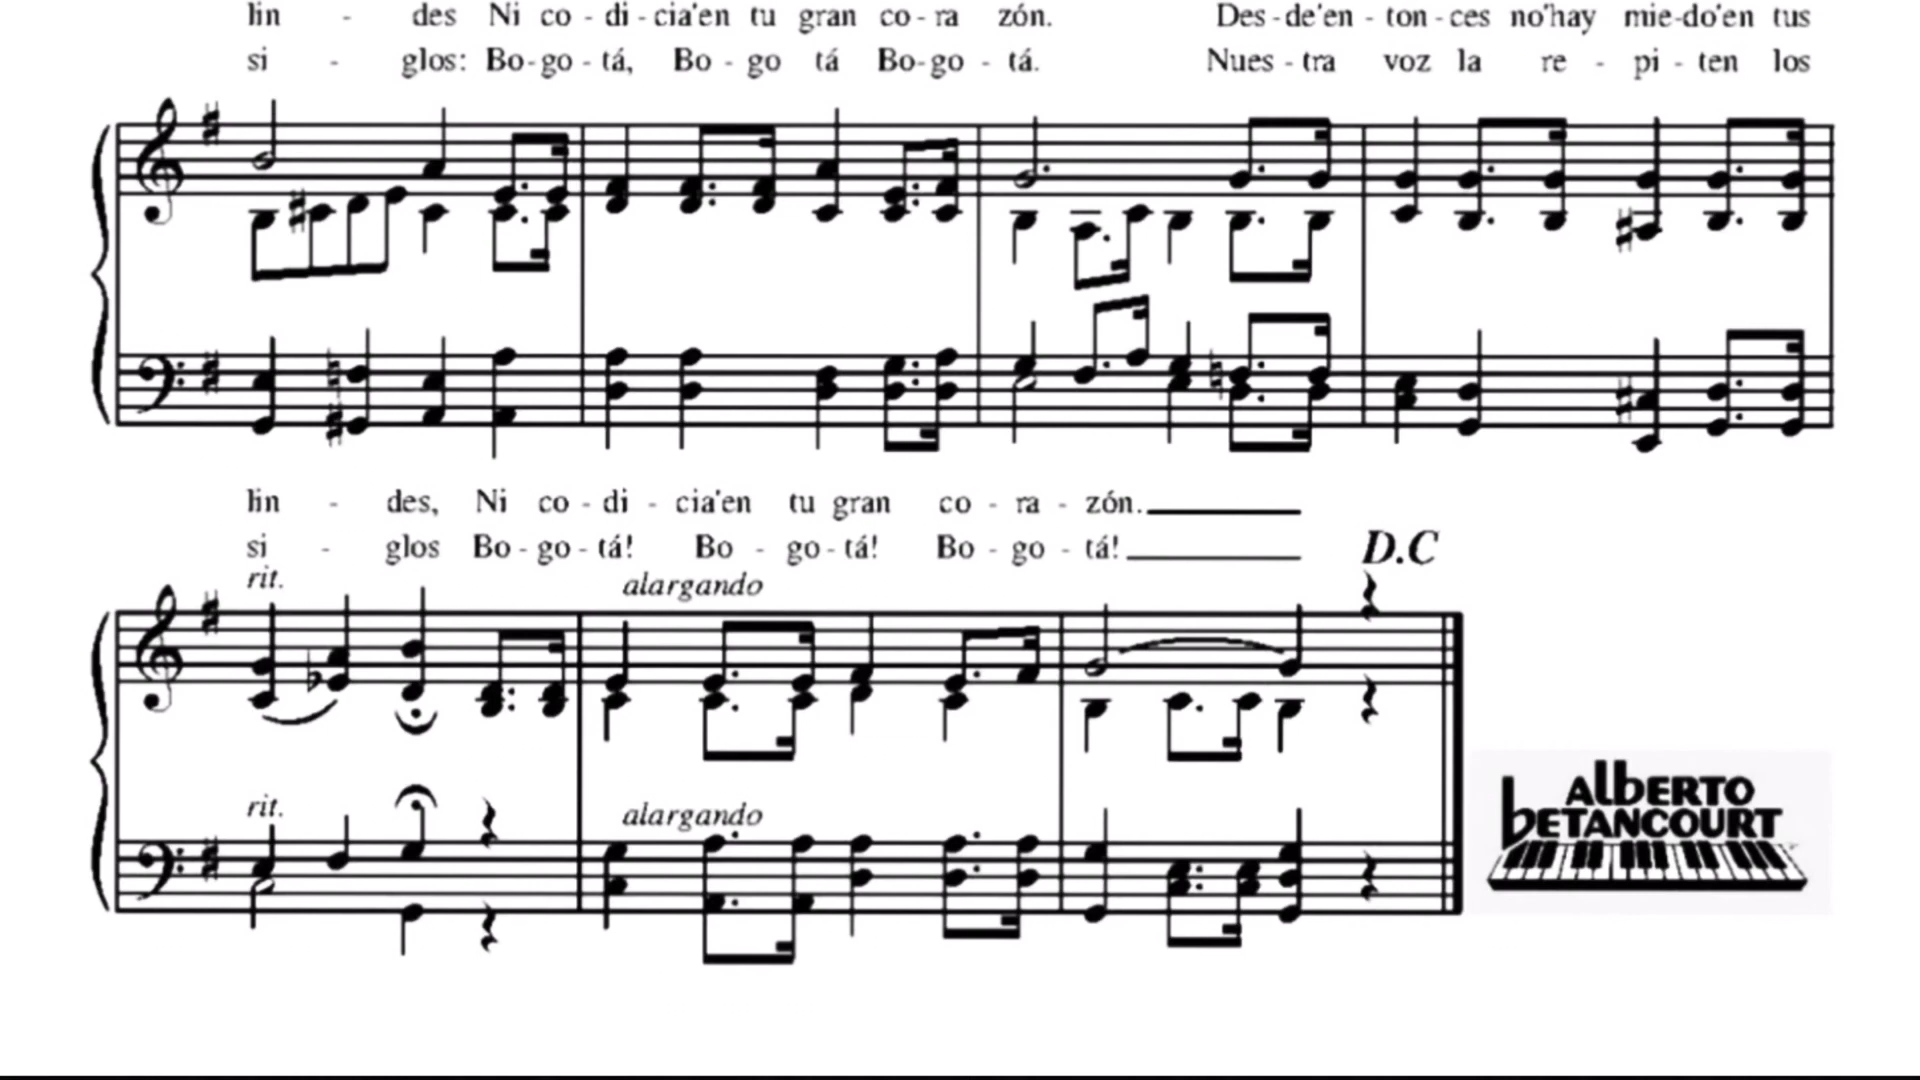 lin - des Ni co - di - cia'en tu gran co - ra zón. Des - de'en - ton - ces no'hay mie - do'en tus
si - glos: Bo - go - tá, Bo - go tá Bo - go - tá. Nues - tra voz la re - pi - ten los
lin - des, Ni co - di - cia'en tu gran co - ra - zón.
si - glos Bo - go - tá! Bo - go - tá! Bo - go - tá! D.C
rit. alargando
rit. alargando
Alberto
betancourt